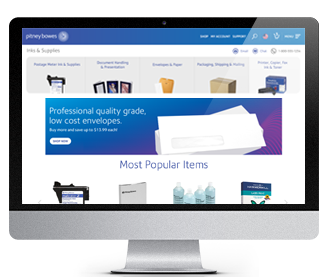 pitney bowes
SHOP MY ACCOUNT SUPPORT
Inks & Supplies
Email Chat
Postage Meter Ink & Supplies
Document Handling
& Presentation
Envelopes & Paper
Packaging, Shipping & Mailing
Printer, Copier, Fax
Ink & Toner
Professional quality grade,
low cost envelopes.
Buy more and save up to $13.99 each!
SHOP NOW
Most Popular Items